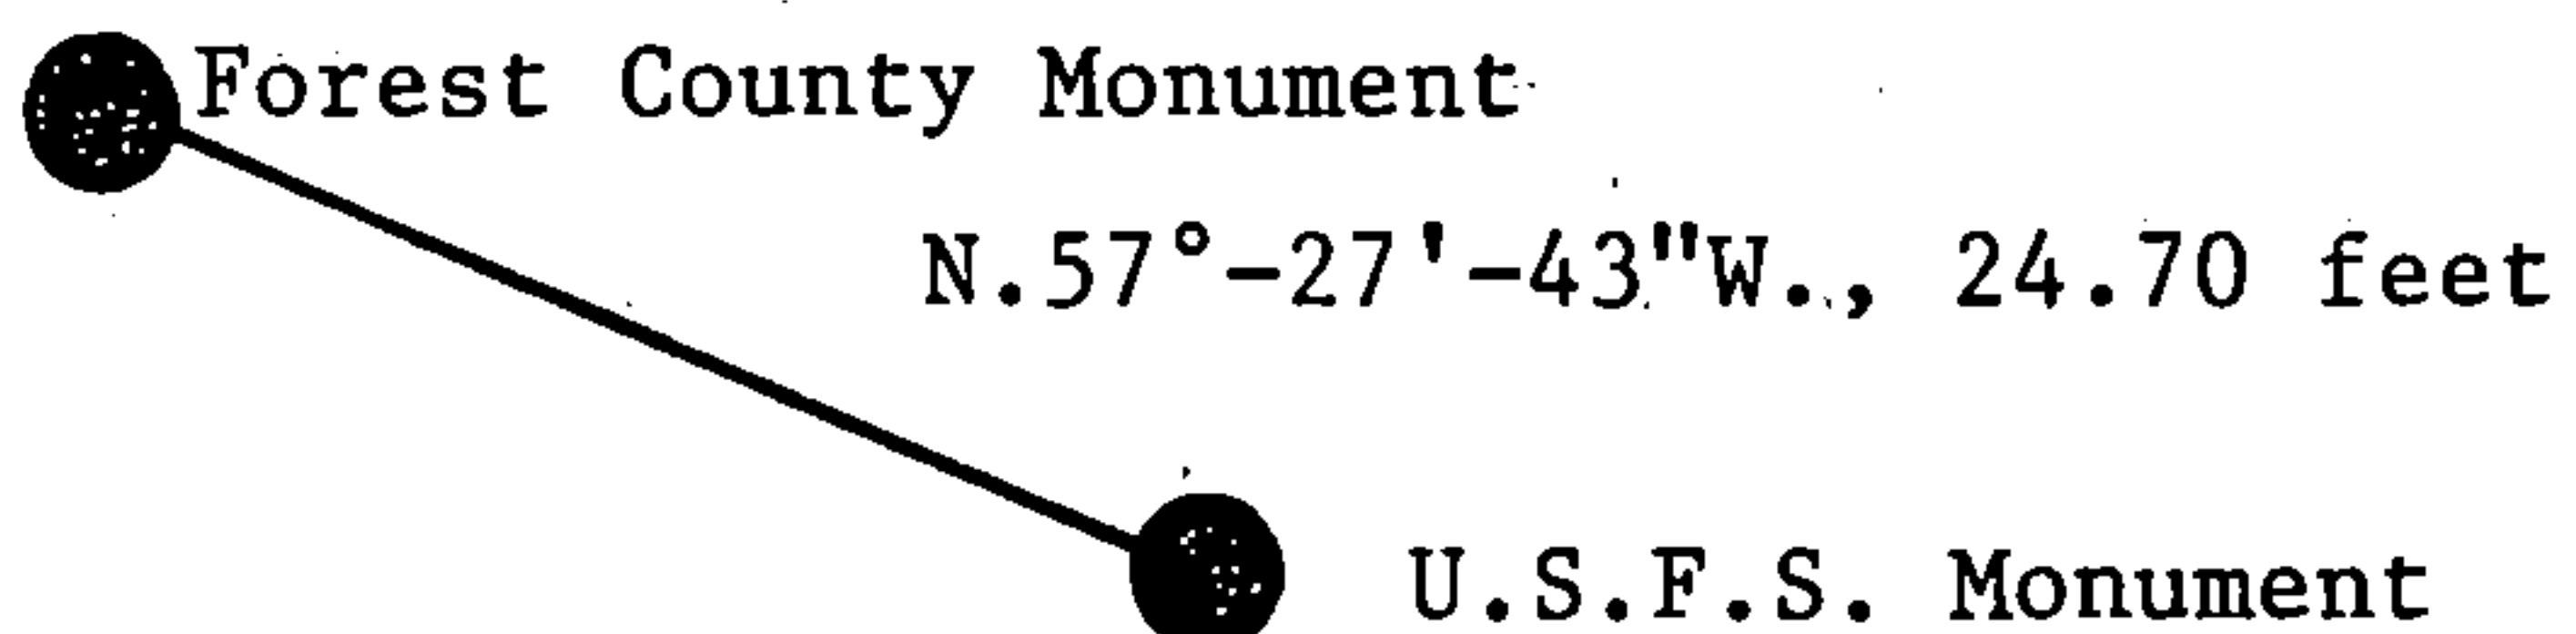 Forest County Monument
N.57°-27'-43"W., 24.70 feet
U.S.F.S. Monument